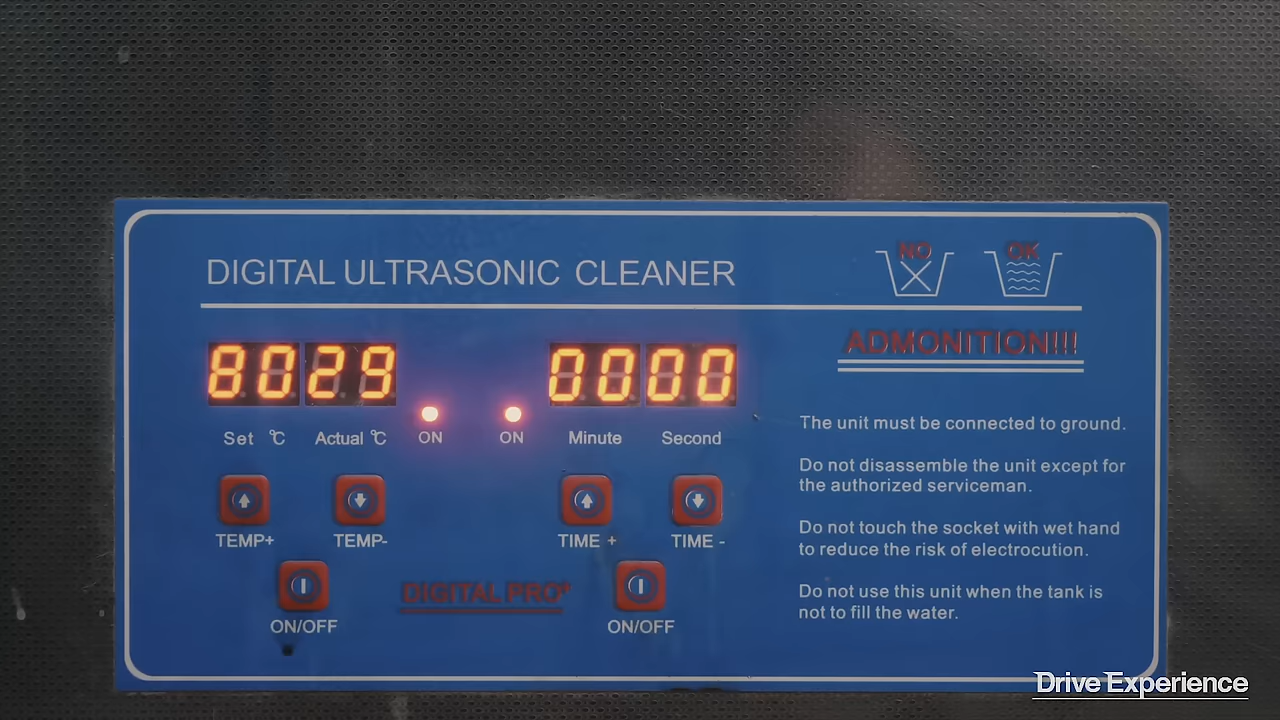 DIGITAL ULTRASONIC CLEANER
NO
OK
8029
0000
Set °C
Actual °C
ON
ON
Minute
Second
TEMP+
TEMP-
TIME +
TIME -
ON/OFF
DIGITAL PRO®
ON/OFF
ADMONITION!!!
The unit must be connected to ground.
Do not disassemble the unit except for
the authorized serviceman.
Do not touch the socket with wet hand
to reduce the risk of electrocution.
Do not use this unit when the tank is
not to fill the water.
Drive Experience